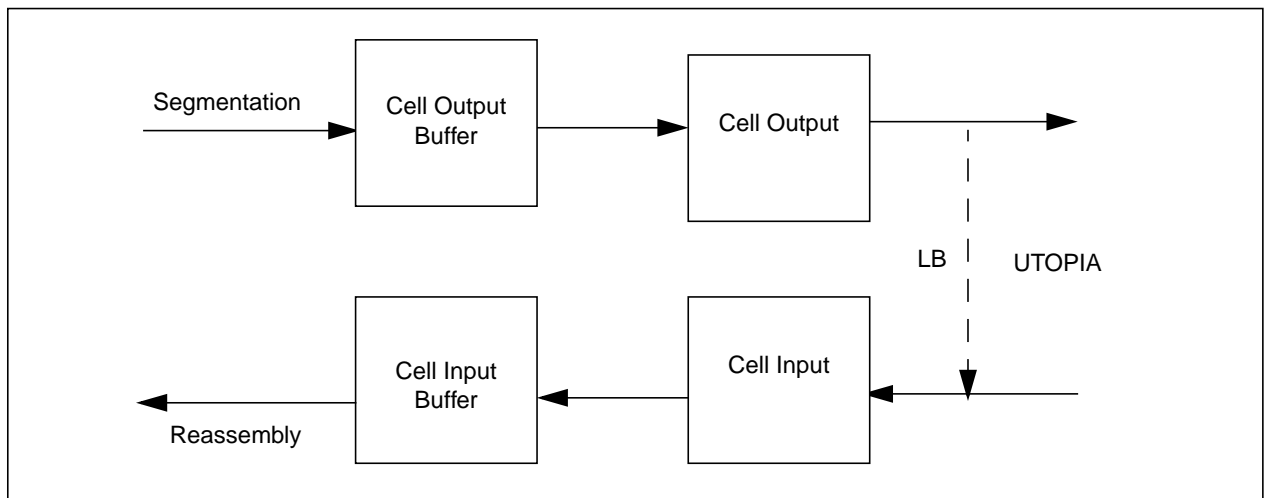 Segmentation
Cell Output
Buffer
Cell Output
LB
UTOPIA
Cell Input
Buffer
Cell Input
Reassembly